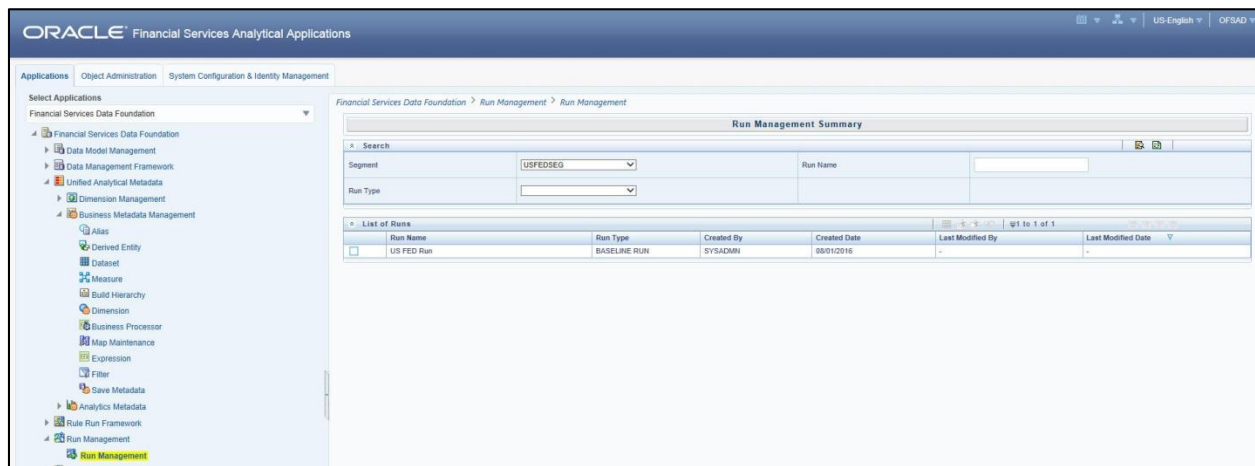 ORACLE Financial Services Analytical Applications
US-English
OFSAD
Applications Object Administration System Configuration & Identity Management
Select Applications
Financial Services Data Foundation
Financial Services Data Foundation
Data Model Management
Data Management Framework
Unified Analytical Metadata
Dimension Management
Business Metadata Management
Alias
Derived Entity
Dataset
Measure
Build Hierarchy
Dimension
Business Processor
Map Maintenance
Expression
Filter
Save Metadata
Analytics Metadata
Rule Run Framework
Run Management
Run Management
Financial Services Data Foundation > Run Management > Run Management
Run Management Summary
Search
Segment USFEDSEG Run Name
Run Type
List of Runs 1 to 1 of 1
Run Name Run Type Created By Created Date Last Modified By Last Modified Date
US FED Run BASELINE RUN SYSADMN 08/01/2016 - -